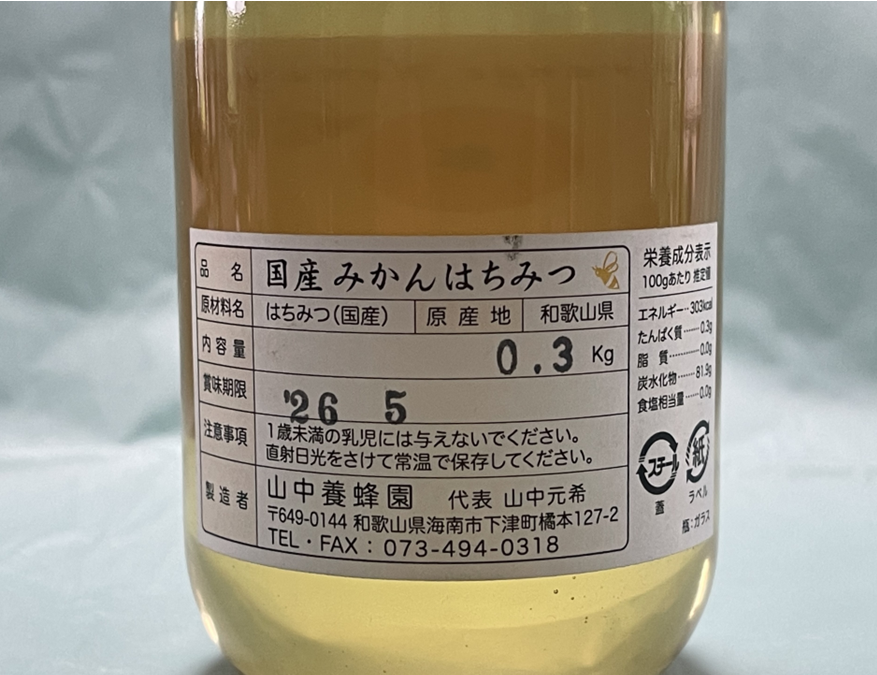 品名 国産みかんはちみつ
原材料名 はちみつ(国産) 原産地 和歌山県
内容量 0.3 Kg
賞味期限 '26 5
注意事項 1歳未満の乳児には与えないでください。
直射日光をさけて常温で保存してください。
製造者 山中養蜂園 代表 山中元希
〒649-0144 和歌山県海南市下津町橘本127-2
TEL・FAX : 073-494-0318
栄養成分表示
100gあたり 推定値
エネルギー…303kcal
たんぱく質……0.3g
脂質………0.0g
炭水化物……81.9g
食塩相当量……0.0g
スチール
蓋
紙
ラベル
瓶:ガラス